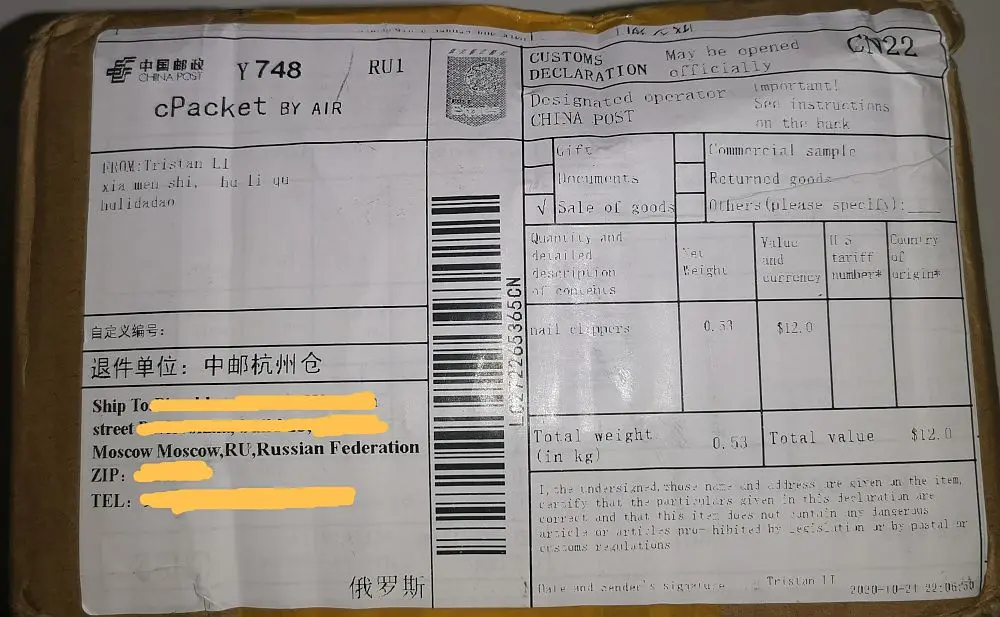 中国邮政
CHINA POST
Y 748
RU1
cPacket BY AIR
FROM:Tristan LI
xia men shi, hu li qu
hulidadao
自定义编号:
退件单位: 中邮杭州仓
Ship To
street
Moscow Moscow,RU,Russian Federation
ZIP:
TEL:
俄罗斯
CUSTOMS
DECLARATION
May be opened
officially
CN22
Designated operator
CHINA POST
Important!
See instructions
on the back
Gift
Commercial sample
Documents
Returned goods
√ Sale of goods
Others(please specify):___
Quantity and
detailed
description
of contents
Net
Weight
Value
and
currency
H S
tariff
number*
Country
of
origin*
nail clippers
0.53
$12.0
Total weight
(in kg)
0.53
Total value
$12.0
I, the undersigned,whose name and address are given on the item,
certify that the particulars given in this declaration are
correct and that this item does not contain any dangerous
article or articles pro-hibited by legislation or by postal or
customs regulations
Date and sender's signature
Tristan LI
2020-10-21 22:06:50